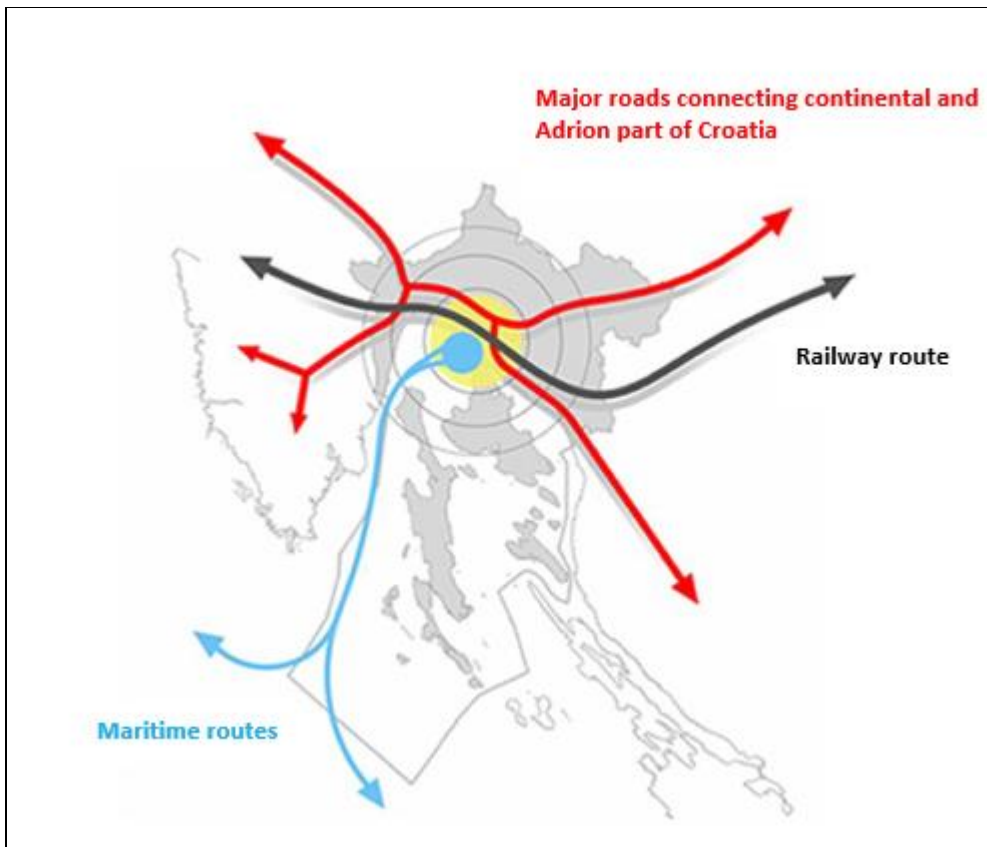 Major roads connecting continental and
Adrion part of Croatia
Railway route
Maritime routes